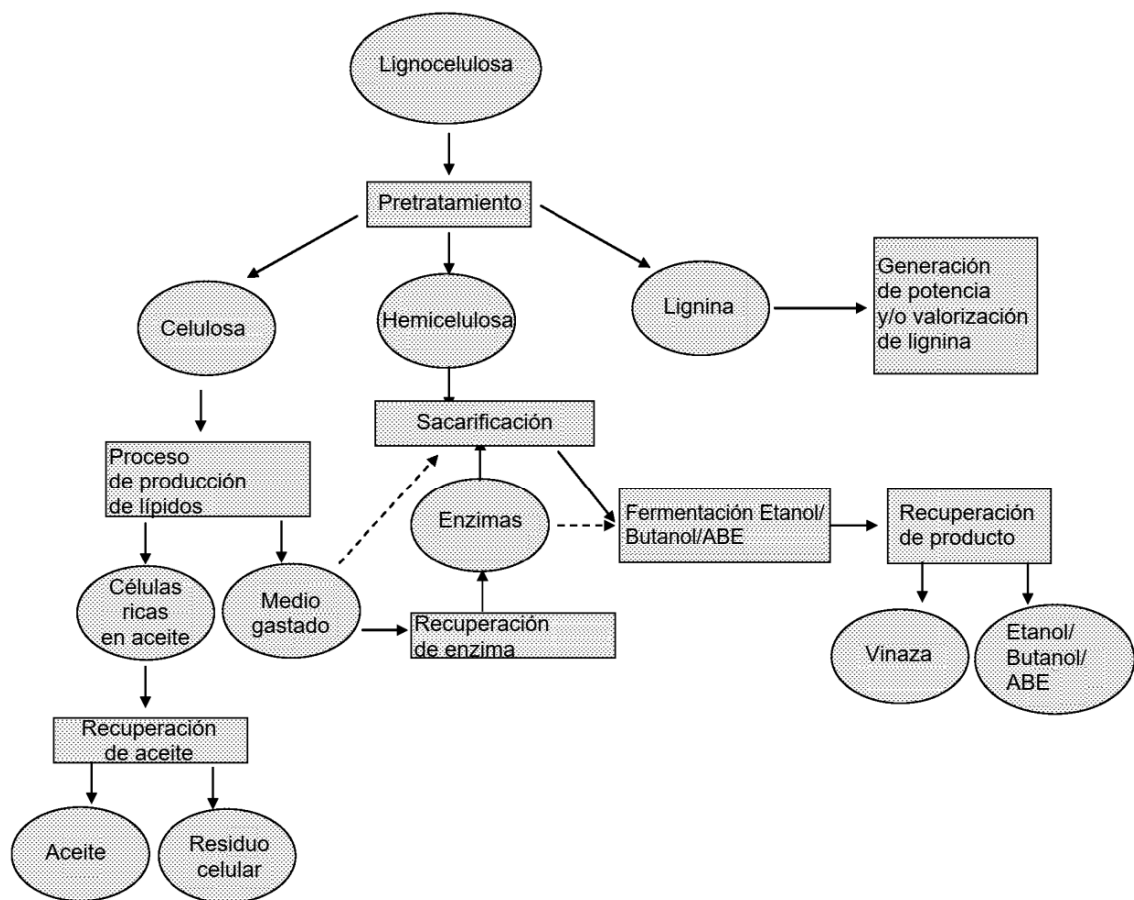 Lignocelulosa
Pretratamiento
Celulosa
Hemicelulosa
Lignina
Generación
de potencia
y/o valorización
de lignina
Sacarificación
Proceso
de producción
de lípidos
Enzimas
Fermentación Etanol/
Butanol/ABE
Recuperación
de producto
Células
ricas
en aceite
Medio
gastado
Recuperación
de enzima
Vinaza
Etanol/
Butanol/
ABE
Recuperación
de aceite
Aceite
Residuo
celular